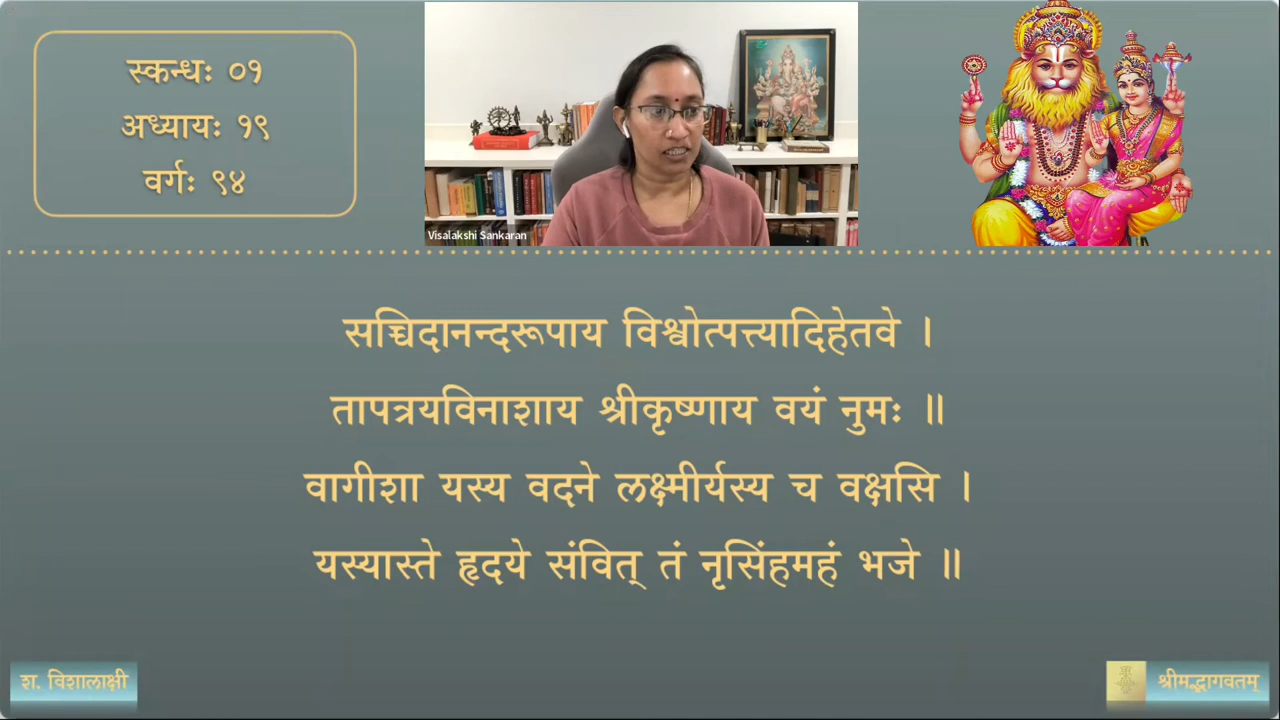 स्कन्धः ०१
अध्यायः १९
वर्गः ९४
Visalakshi Sankaran
सच्चिदानन्दरूपाय विश्वोत्पत्त्यादिहेतवे ।
तापत्रयविनाशाय श्रीकृष्णाय वयं नुमः ॥
वागीशा यस्य वदने लक्ष्मीर्यस्य च वक्षसि ।
यस्यास्ते हृदये संवित् तं नृसिंहमहं भजे ॥
श. विशालाक्षी
श्रीमद्भागवतम्